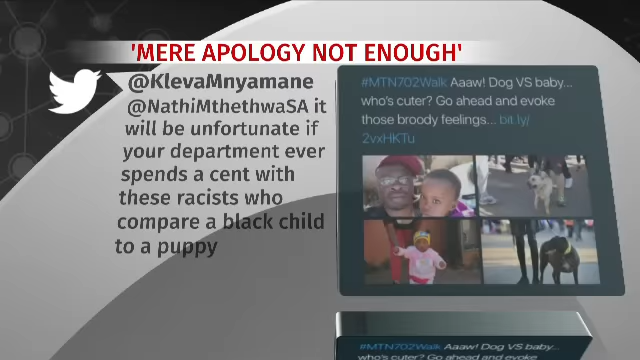 'MERE APOLOGY NOT ENOUGH'
@KlevaMnyamane
@NathiMthethwaSA it
will be unfortunate if
your department ever
spends a cent with
these racists who
compare a black child
to a puppy
#MTN702Walk Aaaw! Dog VS baby...
who's cuter? Go ahead and evoke
those broody feelings... bit.ly/
2vxHKTu
#MTN702Walk Aaaw! Dog VS baby...
who's cuter? Go ahead and evoke